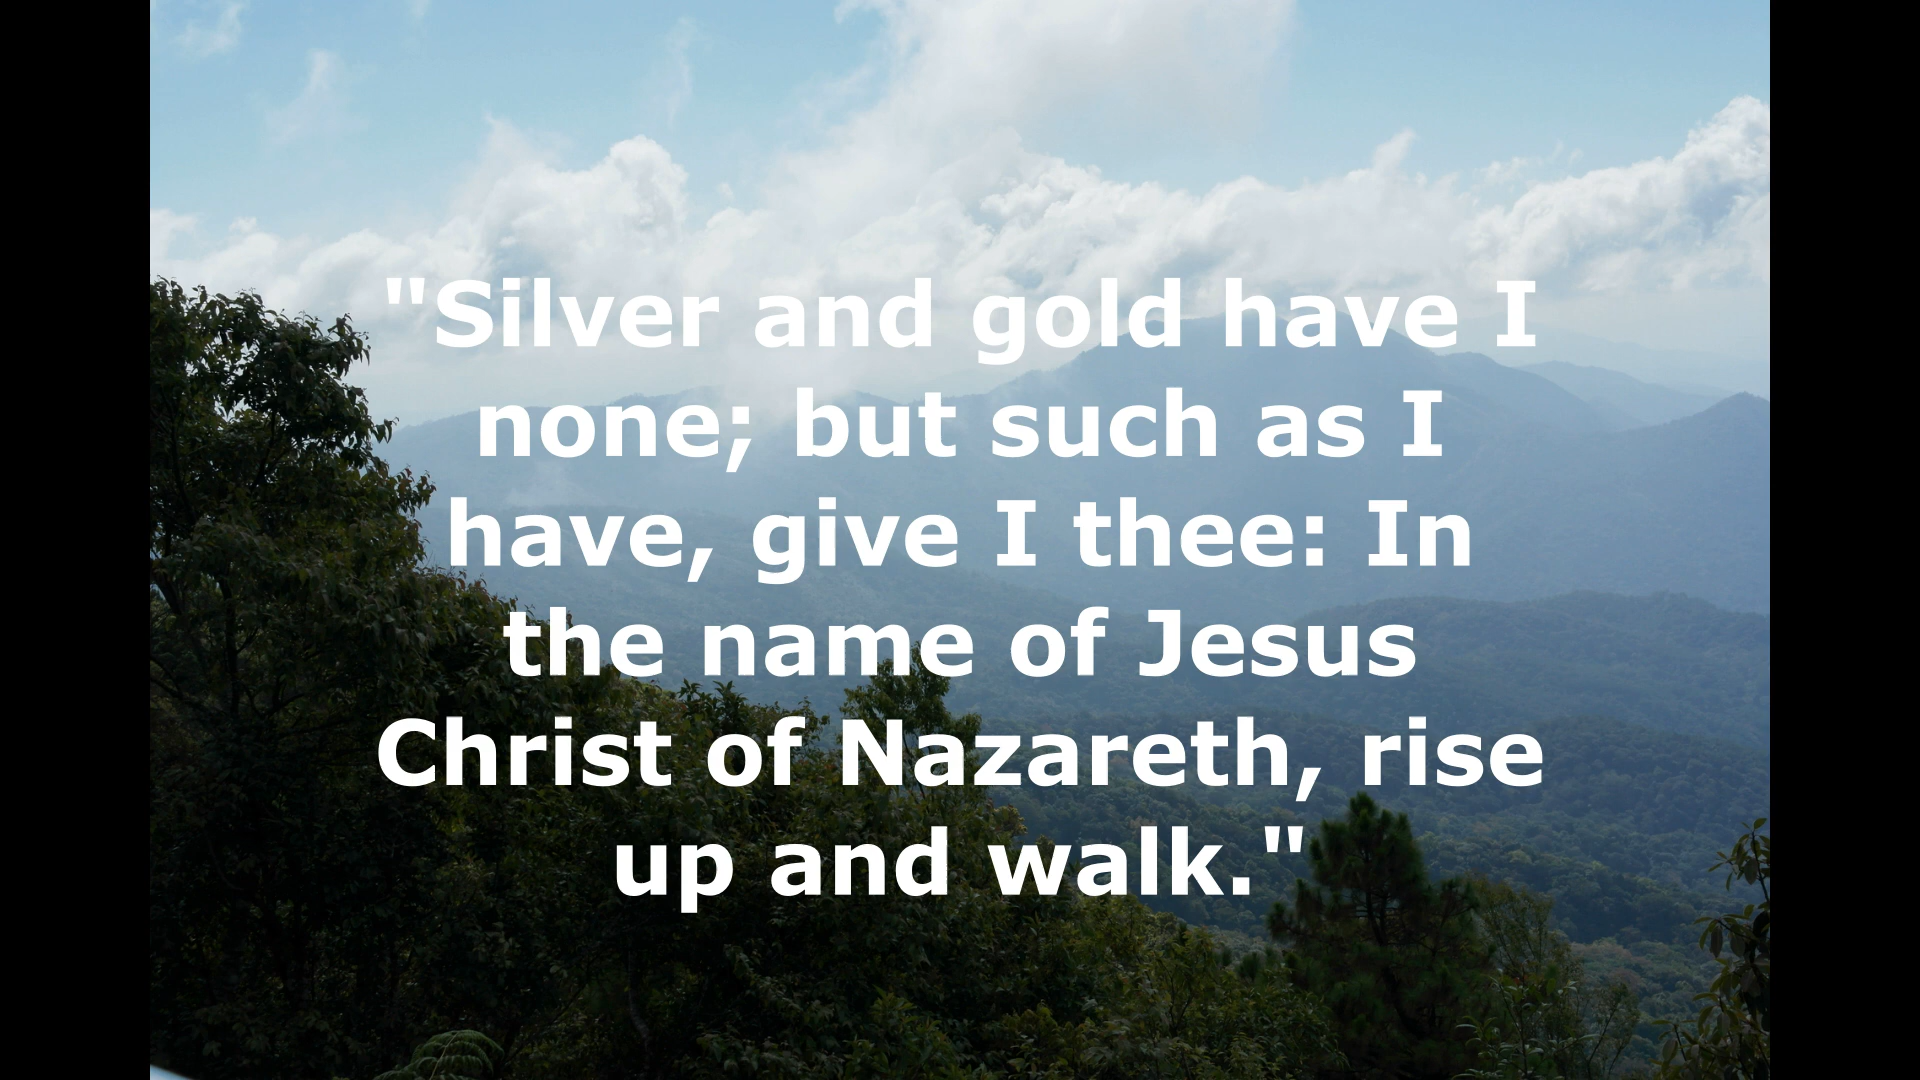 "Silver and gold have I
none; but such as I
have, give I thee: In
the name of Jesus
Christ of Nazareth, rise
up and walk."